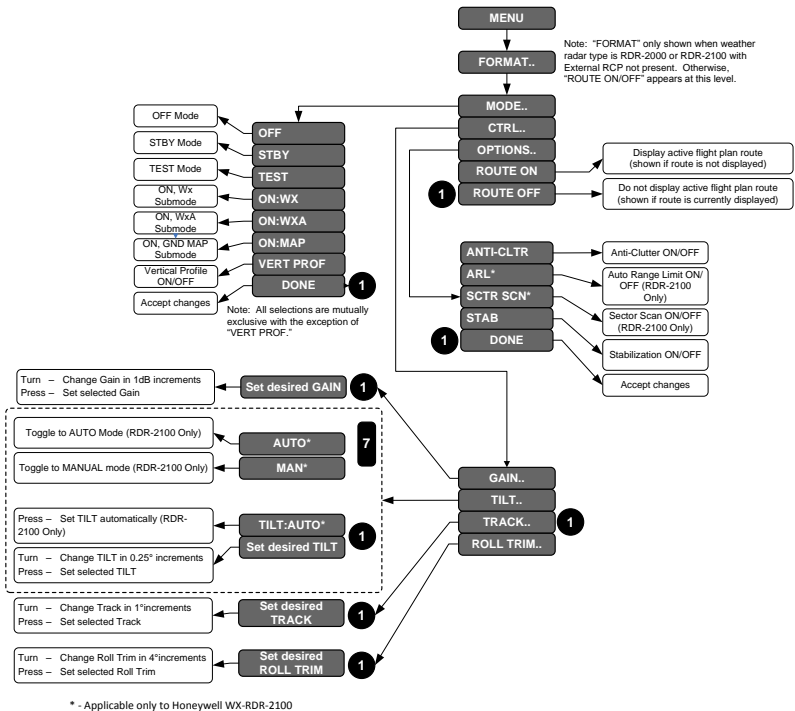 MENU
FORMAT..
Note: "FORMAT" only shown when weather
radar type is RDR-2000 or RDR-2100 with
External RCP not present. Otherwise,
"ROUTE ON/OFF" appears at this level.
MODE..
CTRL..
OPTIONS..
ROUTE ON
1
ROUTE OFF
Display active flight plan route
(shown if route is not displayed)
Do not display active flight plan route
(shown if route is currently displayed)
OFF Mode
STBY Mode
TEST Mode
ON, Wx
Submode
ON, WxA
Submode
ON, GND MAP
Submode
Vertical Profile
ON/OFF
Accept changes
OFF
STBY
TEST
ON:WX
ON:WXA
ON:MAP
VERT PROF
DONE
1
Note: All selections are mutually
exclusive with the exception of
"VERT PROF."
ANTI-CLTR
ARL*
SCTR SCN*
STAB
1
DONE
Anti-Clutter ON/OFF
Auto Range Limit ON/
OFF (RDR-2100
Only)
Sector Scan ON/OFF
(RDR-2100 Only)
Stabilization ON/OFF
Accept changes
Turn – Change Gain in 1dB increments
Press – Set selected Gain
Set desired GAIN
1
Toggle to AUTO Mode (RDR-2100 Only)
Toggle to MANUAL mode (RDR-2100 Only)
AUTO*
MAN*
7
Press – Set TILT automatically (RDR-
2100 Only)
Turn – Change TILT in 0.25° increments
Press – Set selected TILT
TILT:AUTO*
Set desired TILT
1
GAIN..
TILT..
TRACK..
1
ROLL TRIM..
Turn – Change Track in 1°increments
Press – Set selected Track
Set desired
TRACK
1
Turn – Change Roll Trim in 4°increments
Press – Set selected Roll Trim
Set desired
ROLL TRIM
1
* - Applicable only to Honeywell WX-RDR-2100